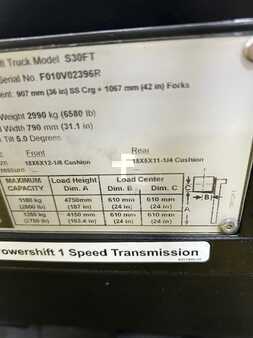 ft Truck Model S30FT
Serial No. F010V02396R
ent: 907 mm (36 in) SS Crg + 1067 mm (42 in) Forks
Weight 2990 kg (6580 lb)
d Width 790 mm (31.1 in)
Tilt 5.0 Degrees
Front Rear
18X6X12-1/8 Cushion 15X5X11-1/4 Cushion
MAXIMUM CAPACITY Load Height Dim. A Load Center Dim. B Dim. C
1180 kg (2600 lb) 4750mm (187 in) 610 mm (24 in) 610 mm (24 in)
1250 kg (2750 lb) 4150 mm (163.4 in) 610 mm (24 in) 610 mm (24 in)
C
B
A
Powershift 1 Speed Transmission